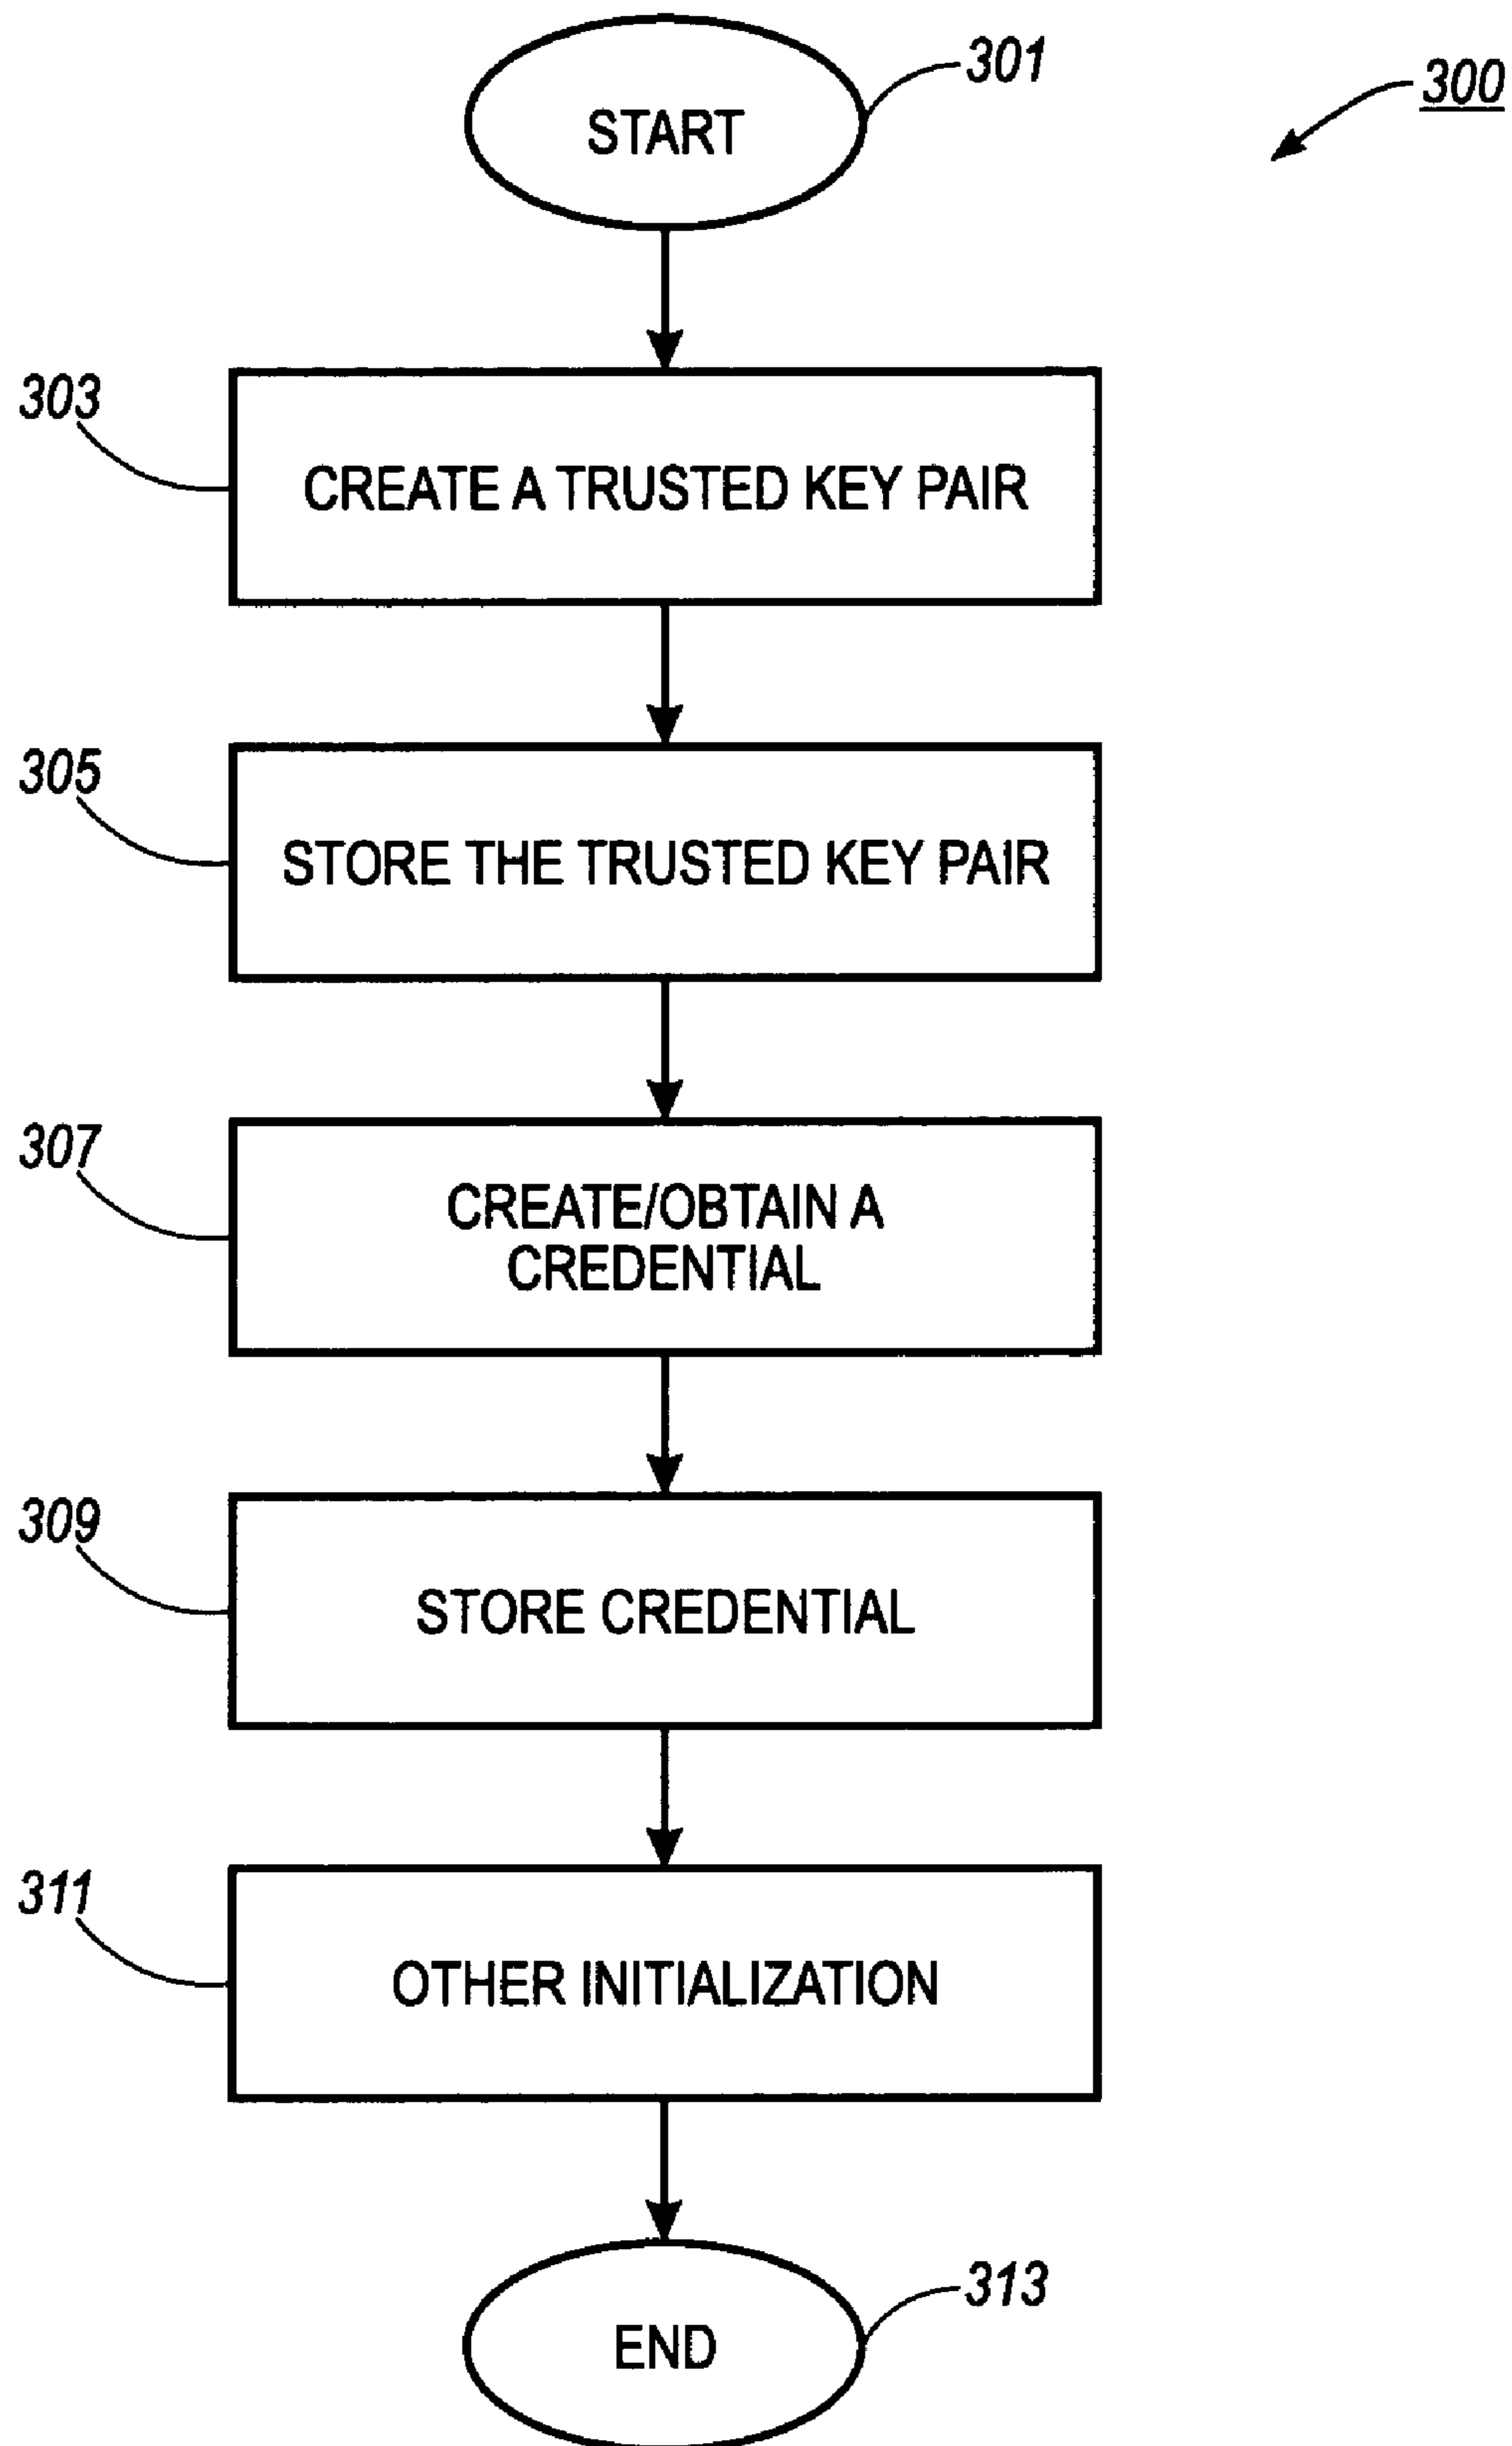 301
300
START
303
CREATE A TRUSTED KEY PAIR
305
STORE THE TRUSTED KEY PAIR
307
CREATE/OBTAIN A
CREDENTIAL
309
STORE CREDENTIAL
311
OTHER INITIALIZATION
313
END